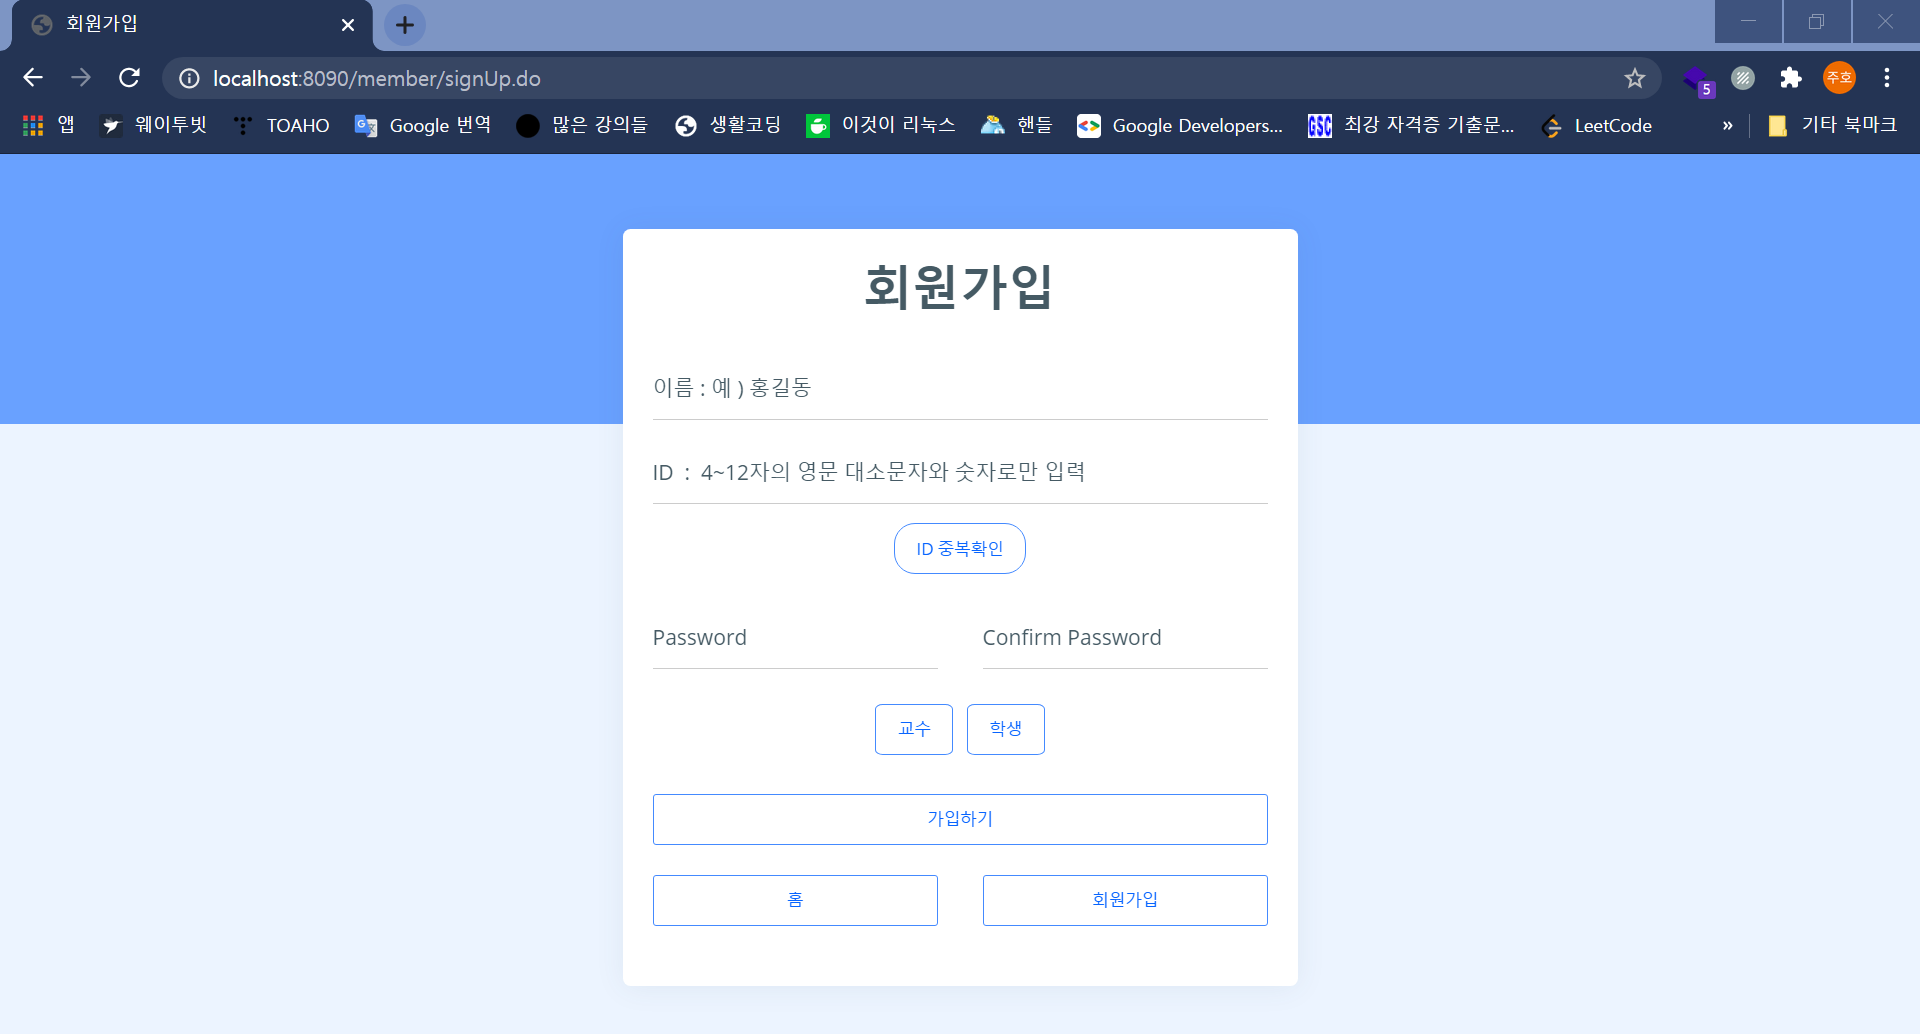 회원가입
localhost:8090/member/signUp.do
5
주호
앱 웨이투빗 TOAHO Google 번역 많은 강의들 생활코딩 이것이 리눅스 핸들 Google Developers... GSC 최강 자격증 기출문... LeetCode » 기타 북마크
회원가입
이름 : 예 ) 홍길동
ID : 4~12자의 영문 대소문자와 숫자로만 입력
ID 중복확인
Password Confirm Password
교수 학생
가입하기
홈 회원가입